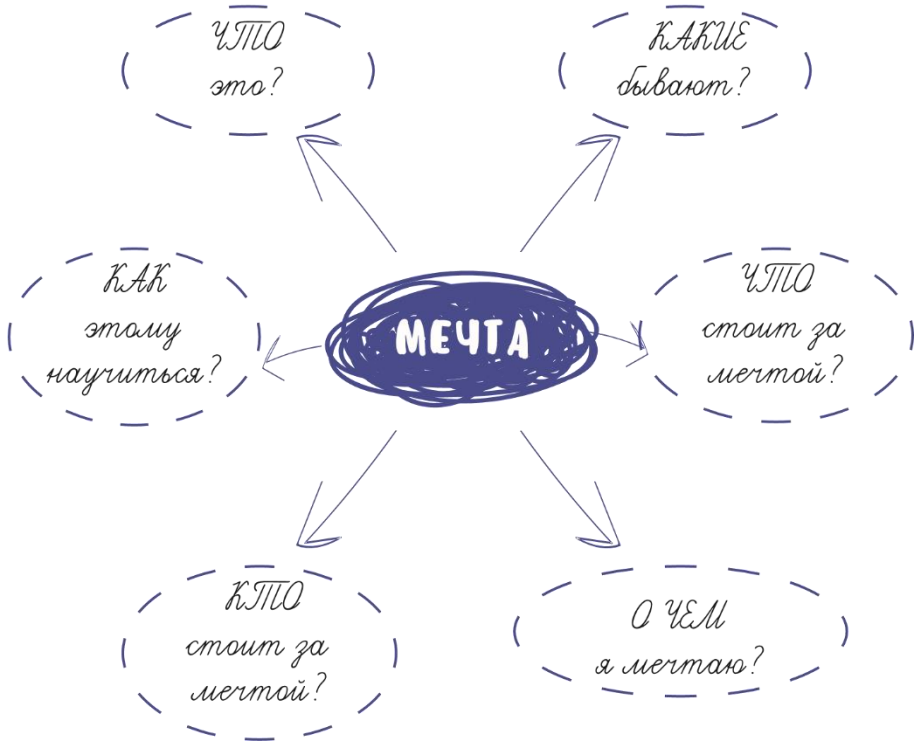 ЧТО
это?
КАКИЕ
бывают?
КАК
этому
научиться?
МЕЧТА
ЧТО
стоит за
мечтой?
КТО
стоит за
мечтой?
О ЧЕМ
я мечтаю?